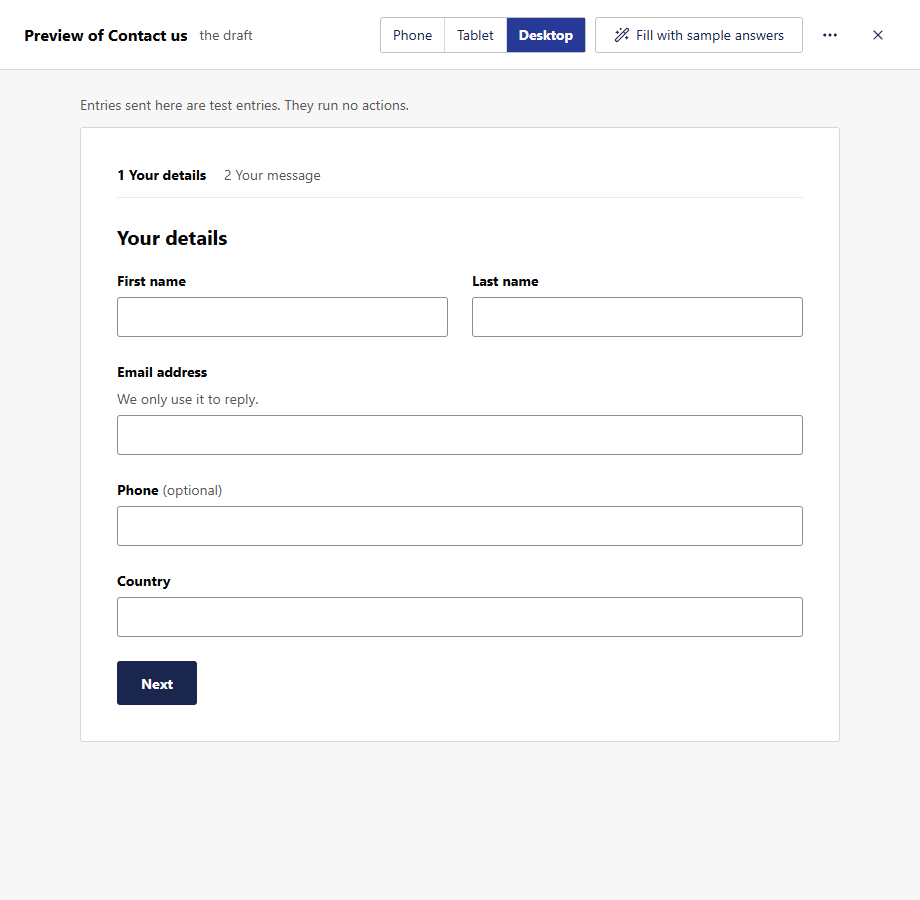 Preview of Contact us the draft
Phone Tablet Desktop Fill with sample answers
Entries sent here are test entries. They run no actions.
1 Your details 2 Your message
Your details
First name Last name
Email address
We only use it to reply.
Phone (optional)
Country
Next